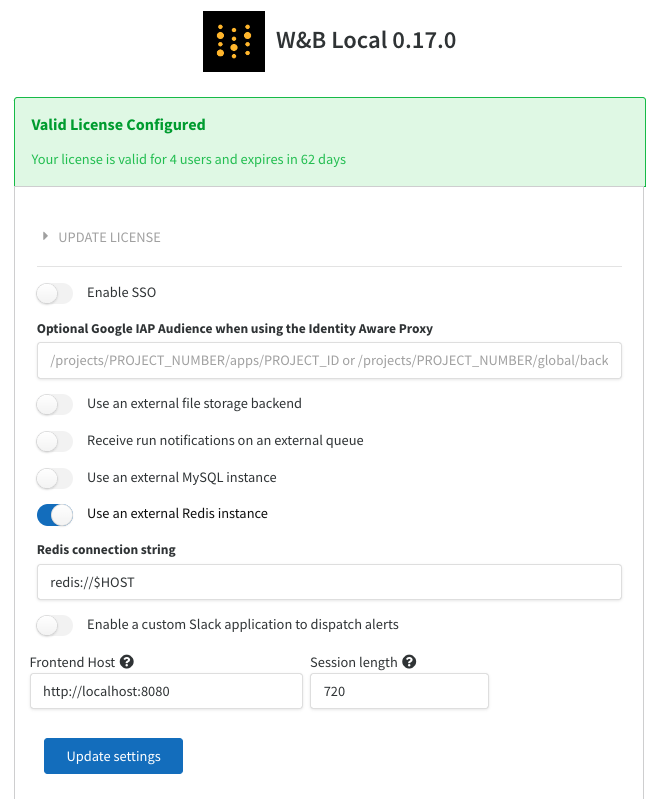 W&B Local 0.17.0
Valid License Configured
Your license is valid for 4 users and expires in 62 days
UPDATE LICENSE
Enable SSO
Optional Google IAP Audience when using the Identity Aware Proxy
/projects/PROJECT_NUMBER/apps/PROJECT_ID or /projects/PROJECT_NUMBER/global/back
Use an external file storage backend
Receive run notifications on an external queue
Use an external MySQL instance
Use an external Redis instance
Redis connection string
redis://$HOST
Enable a custom Slack application to dispatch alerts
Frontend Host ? Session length ?
http://localhost:8080 720
Update settings